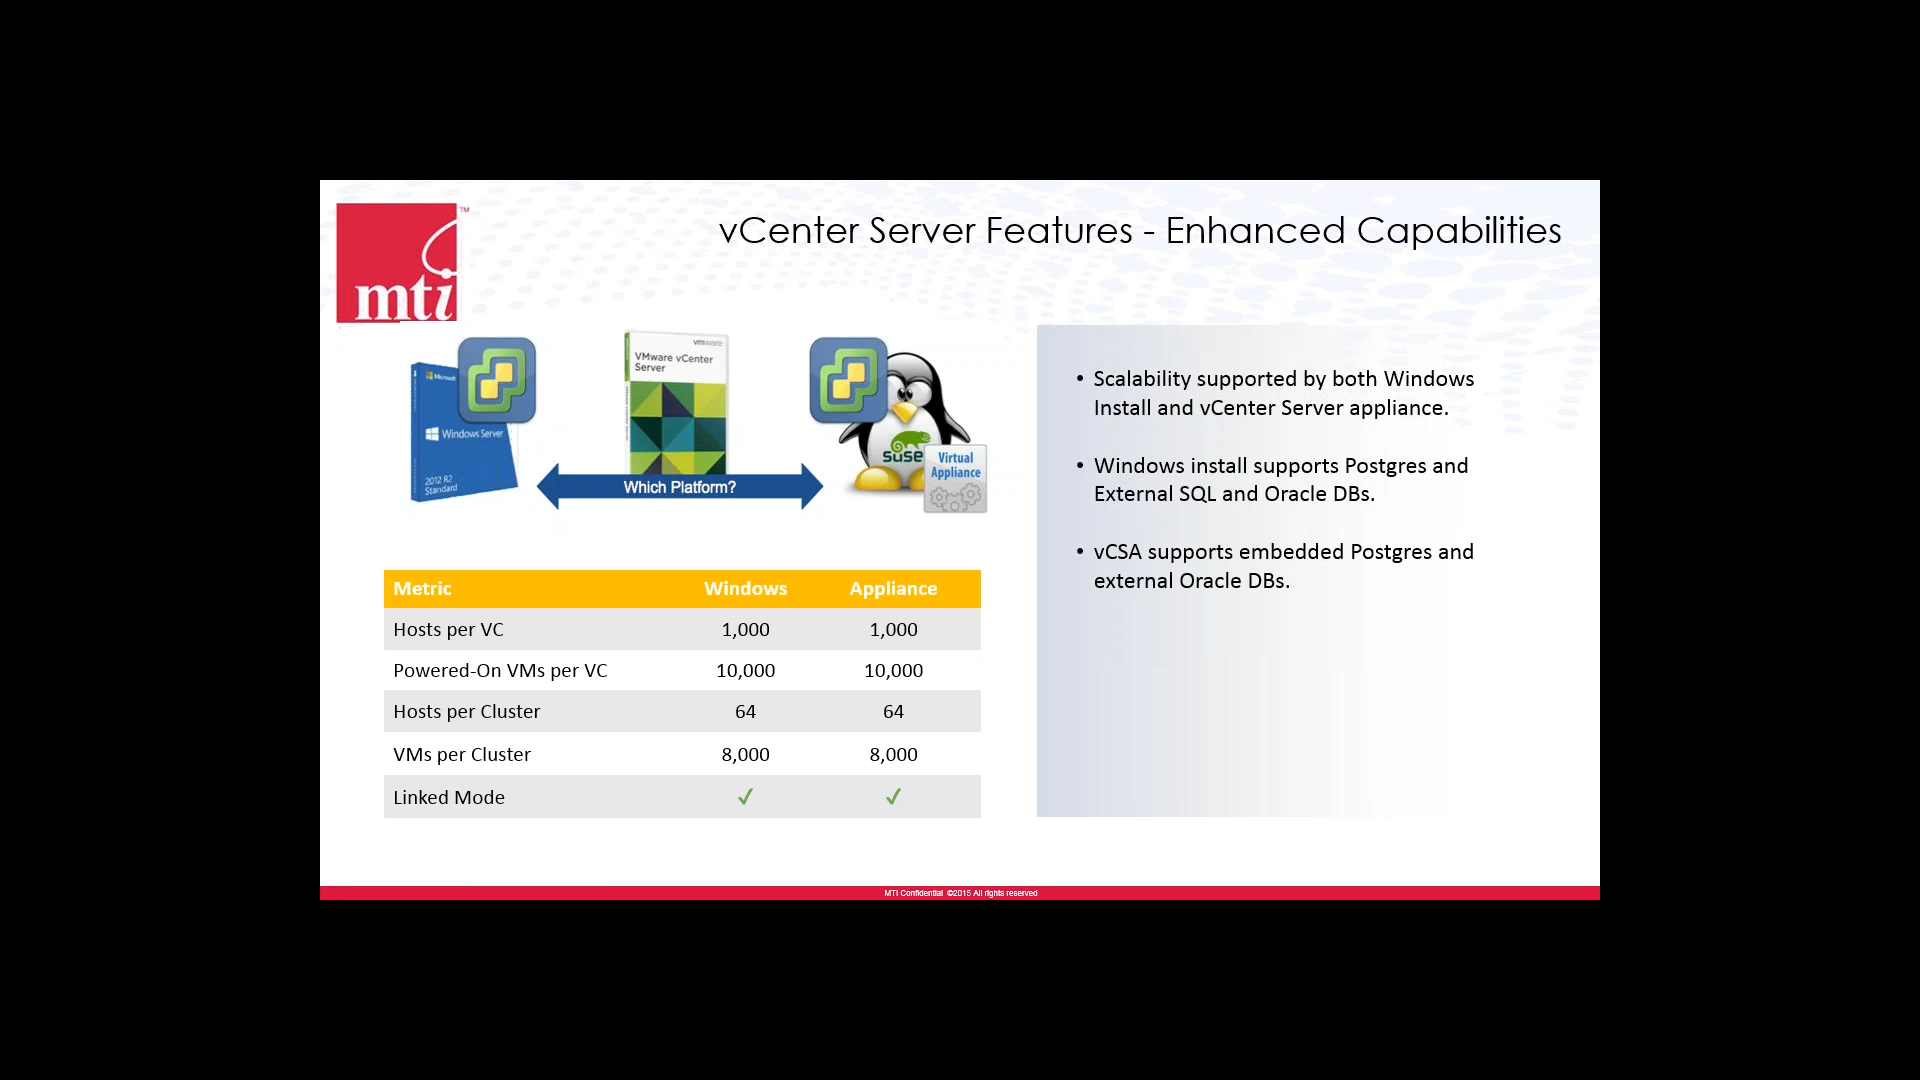 mti
TM
vCenter Server Features - Enhanced Capabilities
Microsoft
Windows Server
2012 R2
Standard
vmware
VMware vCenter
Server
Which Platform?
SUSE
Virtual
Appliance
Metric Windows Appliance
Hosts per VC 1,000 1,000
Powered-On VMs per VC 10,000 10,000
Hosts per Cluster 64 64
VMs per Cluster 8,000 8,000
Linked Mode ✓ ✓
• Scalability supported by both Windows
Install and vCenter Server appliance.
• Windows install supports Postgres and
External SQL and Oracle DBs.
• vCSA supports embedded Postgres and
external Oracle DBs.
MTI Confidential ©2015 All rights reserved